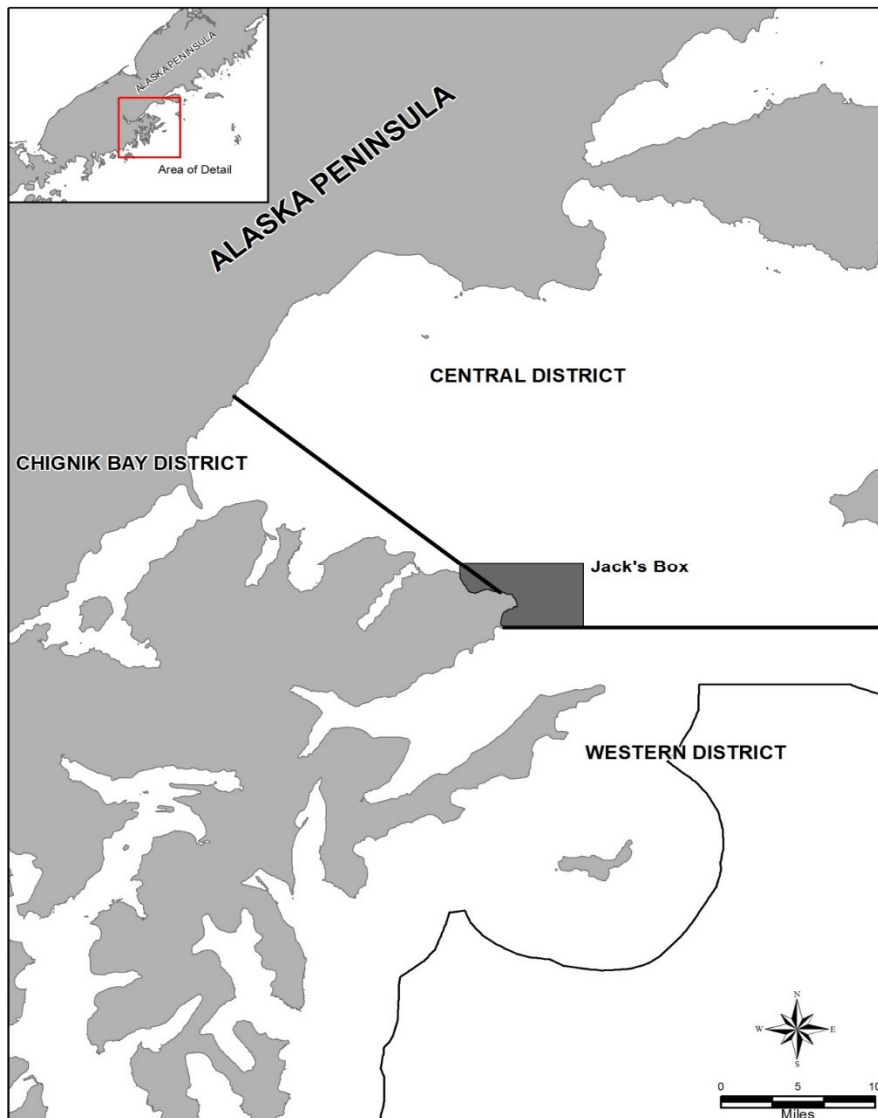 ALASKA PENINSULA
Area of Detail
ALASKA PENINSULA
CENTRAL DISTRICT
CHIGNIK BAY DISTRICT
Jack's Box
WESTERN DISTRICT
N
W E
S
0 5 10
Miles